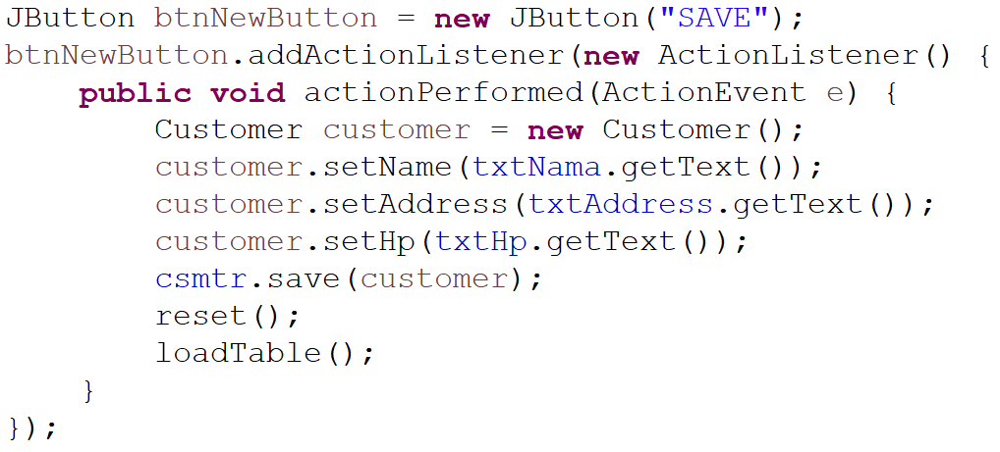 JButton btnNewButton = new JButton("SAVE");
btnNewButton.addActionListener(new ActionListener() {
    public void actionPerformed(ActionEvent e) {
        Customer customer = new Customer();
        customer.setName(txtNama.getText());
        customer.setAddress(txtAddress.getText());
        customer.setHp(txtHp.getText());
        csmtr.save(customer);
        reset();
        loadTable();
    }
});